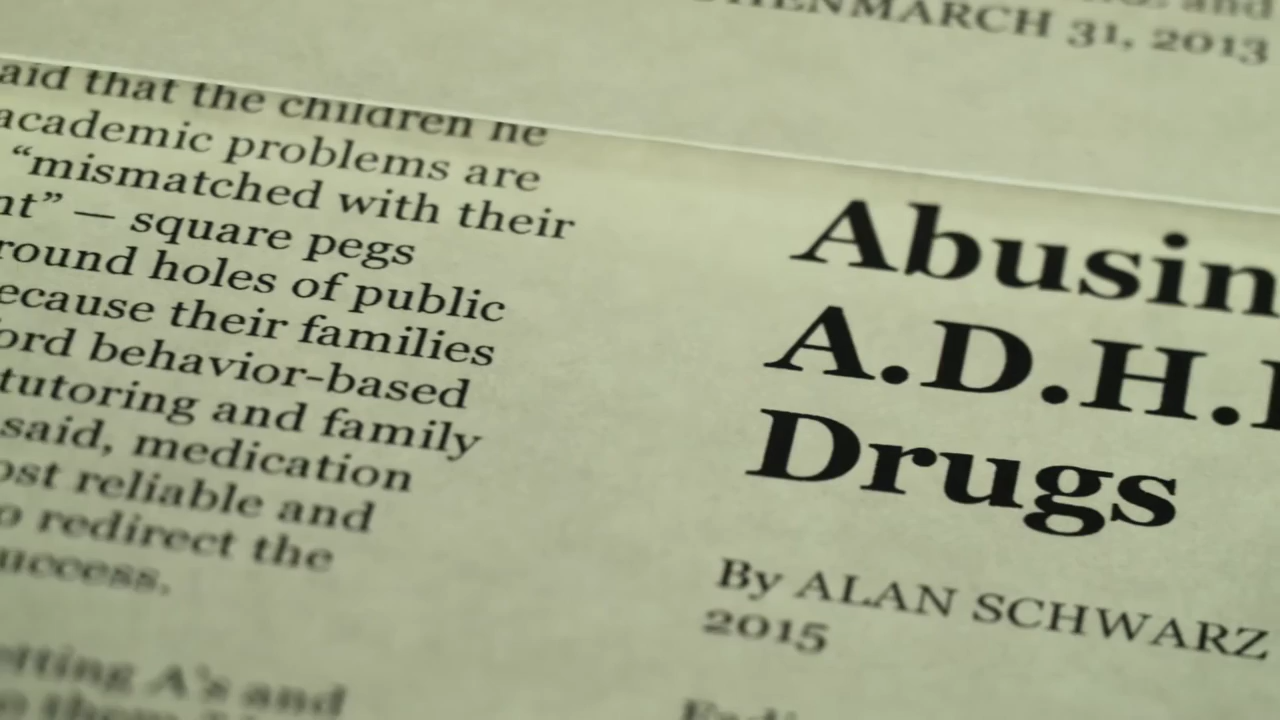 MARCH 31, 2013
aid that the children he
academic problems are
“mismatched with their
nt” — square pegs
round holes of public
ecause their families
ord behavior-based
tutoring and family
said, medication
ost reliable and
o redirect the
uccess.
etting A's and
Abusin
A.D.H.
Drugs
By ALAN SCHWARZ
2015